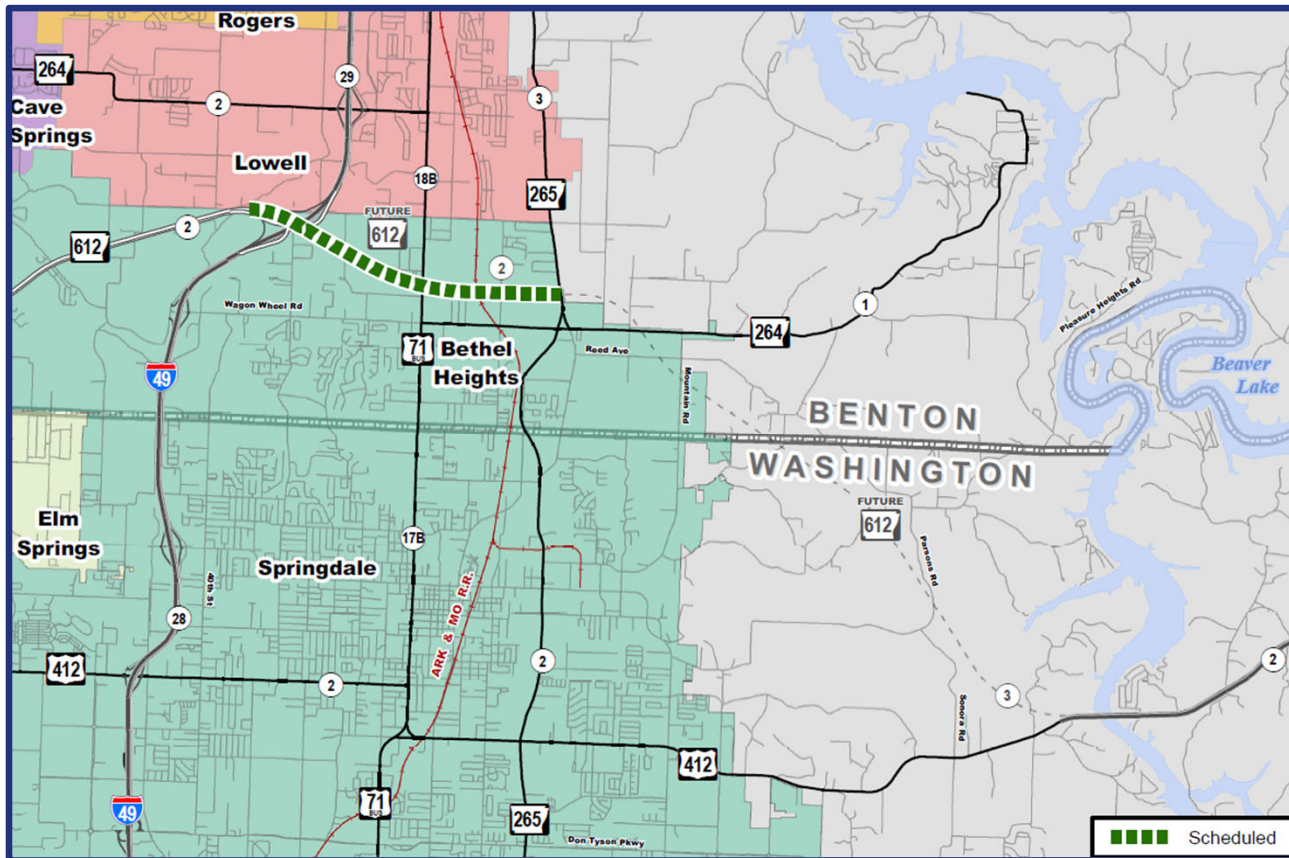 Rogers
264
29
2
3
Cave
Springs
Lowell
18B
265
FUTURE
612
2
612
2
1
Wagon Wheel Rd
264
Pleasure Heights Rd
71
BUS
Bethel
Heights
Reed Ave
49
Mountain Rd
Beaver
Lake
BENTON
WASHINGTON
FUTURE
612
Elm
Springs
17B
Parsons Rd
Springdale
40th St
ARK & MO R.R.
28
412
2
2
3
2
Sonora Rd
412
71
BUS
49
265
Don Tyson Pkwy
Scheduled